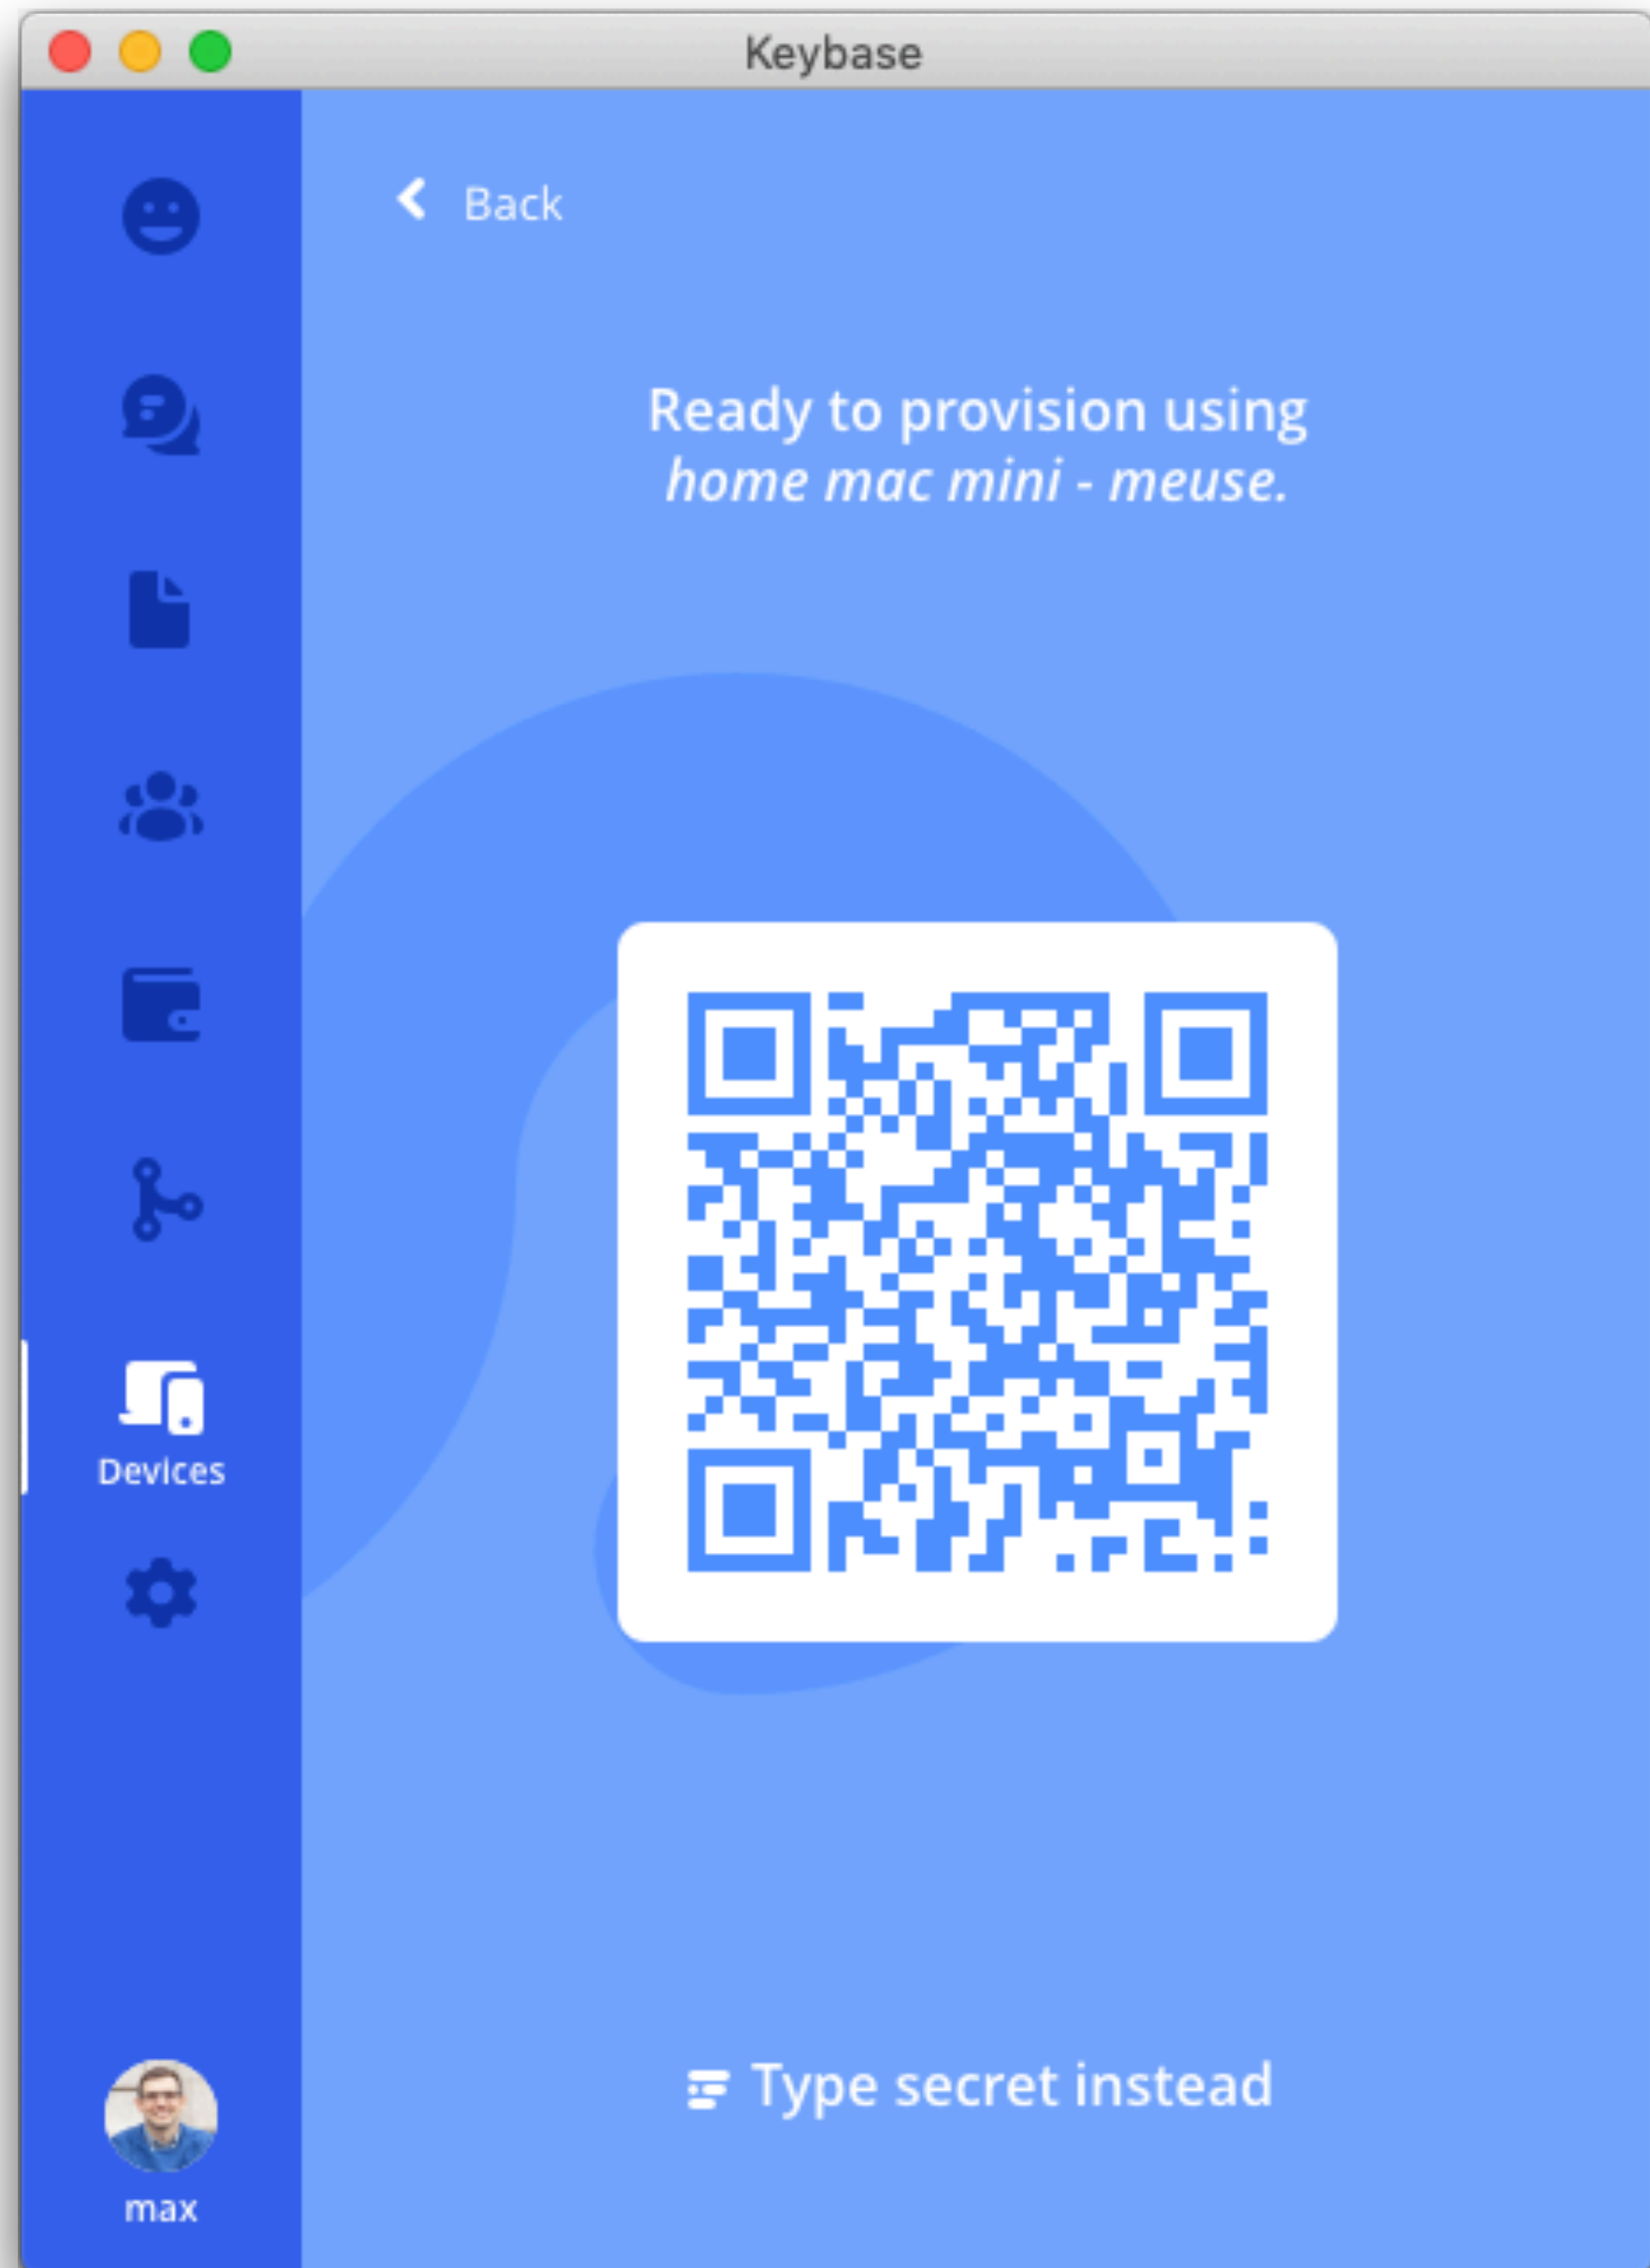 Keybase
Back
Ready to provision using
home mac mini - meuse.
Devices
Type secret instead
max